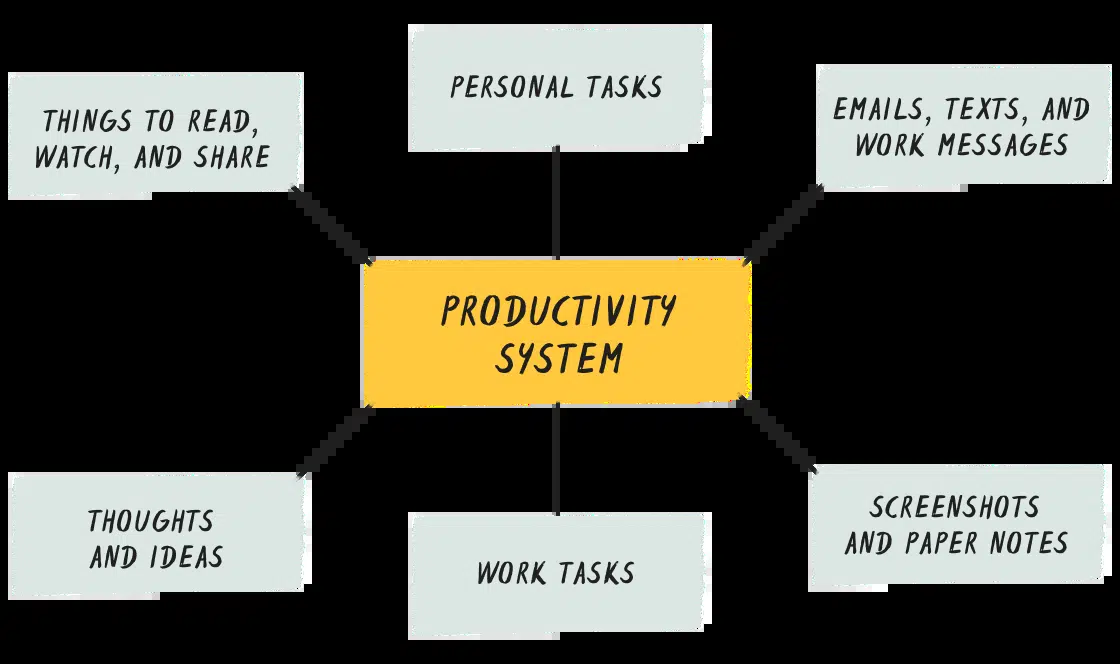 PERSONAL TASKS
THINGS TO READ,
WATCH, AND SHARE
EMAILS, TEXTS, AND
WORK MESSAGES
PRODUCTIVITY
SYSTEM
THOUGHTS
AND IDEAS
WORK TASKS
SCREENSHOTS
AND PAPER NOTES